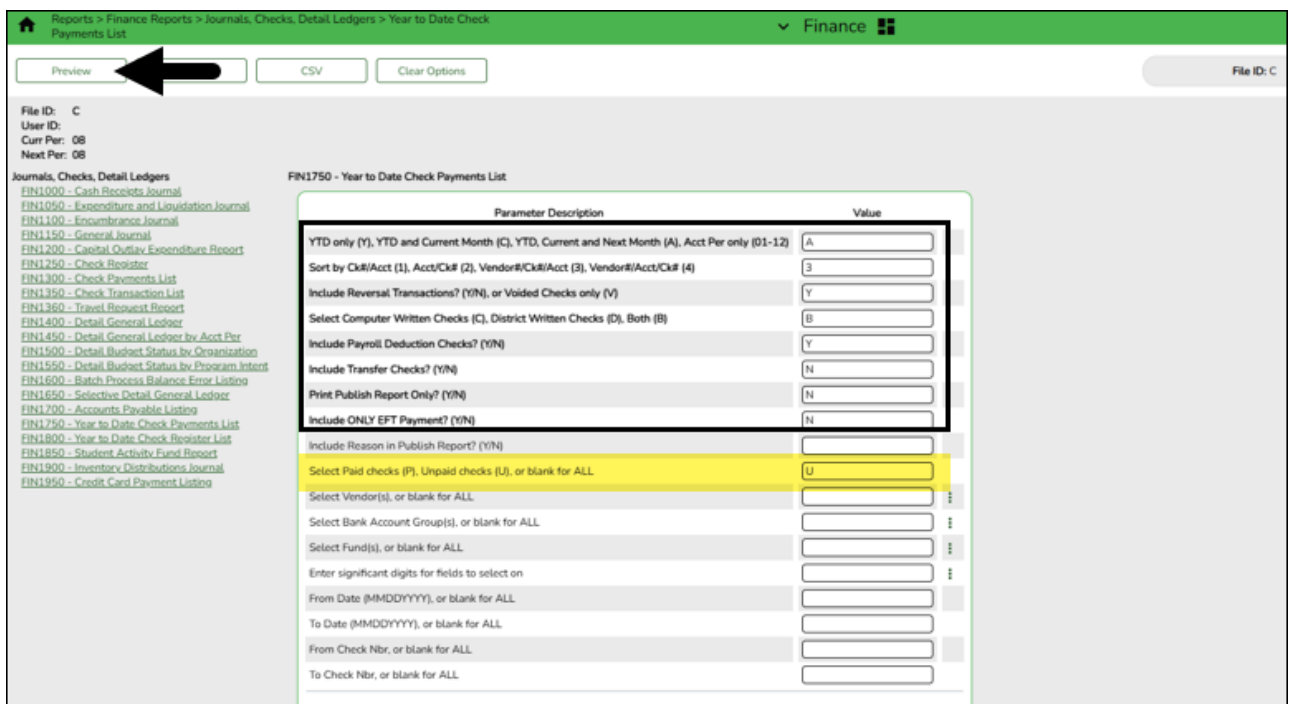 Reports > Finance Reports > Journals, Checks, Detail Ledgers > Year to Date Check
Payments List
Finance
Preview
CSV
Clear Options
File ID: C
File ID: C
User ID:
Curr Per: 08
Next Per: 08
Journals, Checks, Detail Ledgers
FIN1000 - Cash Receipts Journal
FIN1050 - Expenditure and Liquidation Journal
FIN1100 - Encumbrance Journal
FIN1150 - General Journal
FIN1200 - Capital Outlay Expenditure Report
FIN1250 - Check Register
FIN1300 - Check Payments List
FIN1350 - Check Transaction List
FIN1360 - Travel Request Report
FIN1400 - Detail General Ledger
FIN1450 - Detail General Ledger by Acct Per
FIN1500 - Detail Budget Status by Organization
FIN1550 - Detail Budget Status by Program Intent
FIN1600 - Batch Process Balance Error Listing
FIN1650 - Selective Detail General Ledger
FIN1700 - Accounts Payable Listing
FIN1750 - Year to Date Check Payments List
FIN1800 - Year to Date Check Register List
FIN1850 - Student Activity Fund Report
FIN1900 - Inventory Distributions Journal
FIN1950 - Credit Card Payment Listing
FIN1750 - Year to Date Check Payments List
Parameter Description Value
YTD only (Y), YTD and Current Month (C), YTD, Current and Next Month (A), Acct Per only (01-12) A
Sort by Ck#/Acct (1), Acct/Ck# (2), Vendor#/Ck#/Acct (3), Vendor#/Acct/Ck# (4) 3
Include Reversal Transactions? (Y/N), or Voided Checks only (V) Y
Select Computer Written Checks (C), District Written Checks (D), Both (B) B
Include Payroll Deduction Checks? (Y/N) Y
Include Transfer Checks? (Y/N) N
Print Publish Report Only? (Y/N) N
Include ONLY EFT Payment? (Y/N) N
Include Reason in Publish Report? (Y/N)
Select Paid checks (P), Unpaid checks (U), or blank for ALL U
Select Vendor(s), or blank for ALL
Select Bank Account Group(s), or blank for ALL
Select Fund(s), or blank for ALL
Enter significant digits for fields to select on
From Date (MMDDYYYY), or blank for ALL
To Date (MMDDYYYY), or blank for ALL
From Check Nbr, or blank for ALL
To Check Nbr, or blank for ALL